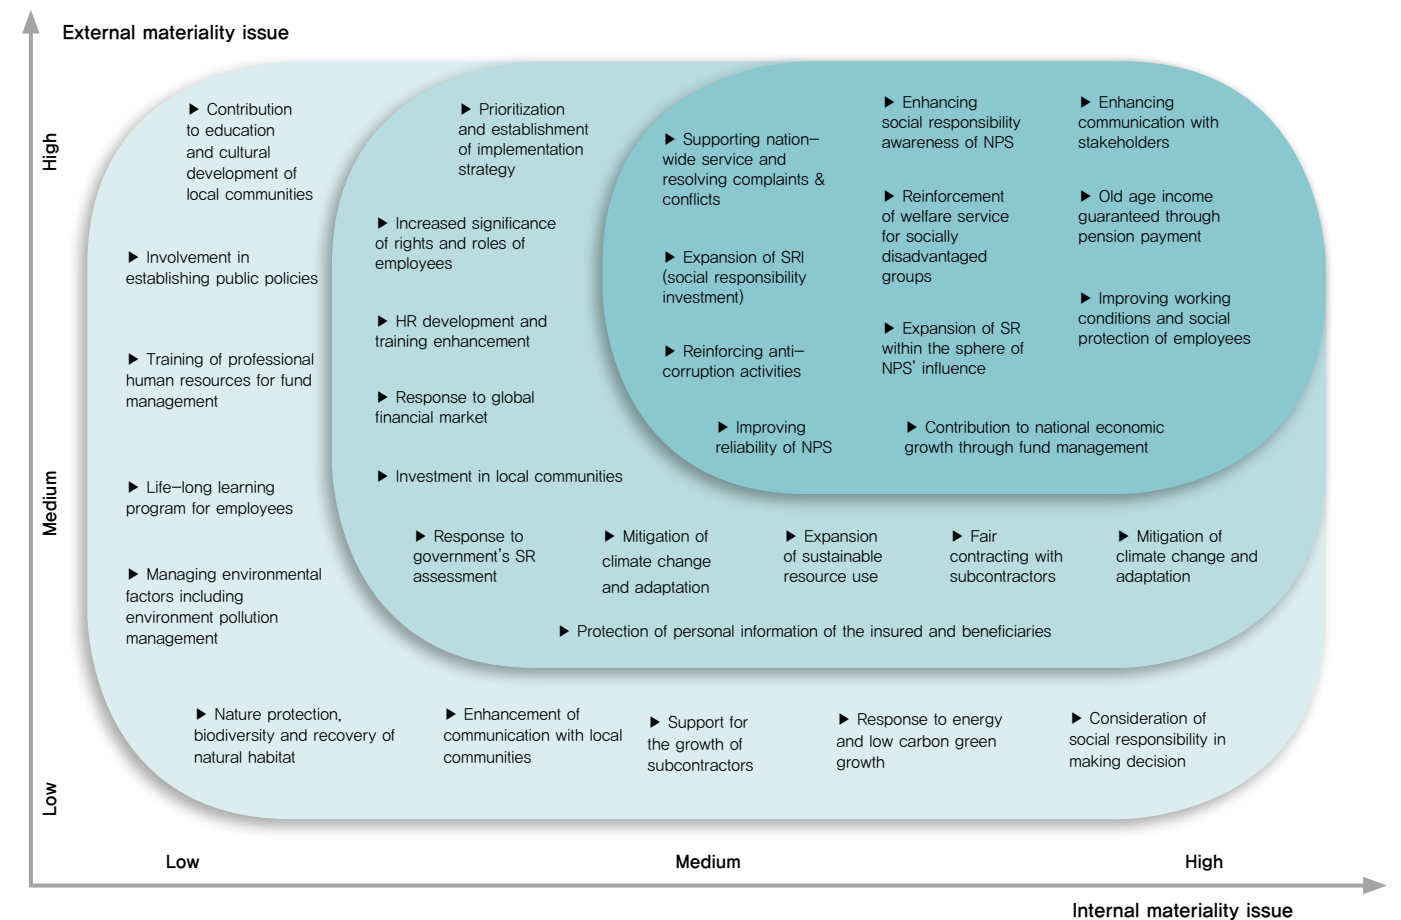 External materiality issue
High
Medium
Low
▶ Contribution
to education
and cultural
development of
local communities
▶ Involvement in
establishing public policies
▶ Training of professional
human resources for fund
management
▶ Life-long learning
program for employees
▶ Managing environmental
factors including
environment pollution
management
▶ Prioritization
and establishment
of implementation
strategy
▶ Increased significance
of rights and roles of
employees
▶ HR development and
training enhancement
▶ Response to global
financial market
▶ Investment in local communities
▶ Supporting nation-
wide service and
resolving complaints &
conflicts
▶ Expansion of SRI
(social responsibility
investment)
▶ Reinforcing anti-
corruption activities
▶ Improving
reliability of NPS
▶ Enhancing
social responsibility
awareness of NPS
▶ Reinforcement
of welfare service
for socially
disadvantaged
groups
▶ Expansion of SR
within the sphere of
NPS' influence
▶ Contribution to national economic
growth through fund management
▶ Enhancing
communication with
stakeholders
▶ Old age income
guaranteed through
pension payment
▶ Improving working
conditions and social
protection of employees
▶ Response to
government's SR
assessment
▶ Mitigation of
climate change
and adaptation
▶ Expansion
of sustainable
resource use
▶ Fair
contracting with
subcontractors
▶ Mitigation of
climate change and
adaptation
▶ Protection of personal information of the insured and beneficiaries
▶ Nature protection,
biodiversity and recovery of
natural habitat
▶ Enhancement of
communication with local
communities
▶ Support for
the growth of
subcontractors
▶ Response to energy
and low carbon green
growth
▶ Consideration of
social responsibility in
making decision
Low
Medium
High
Internal materiality issue